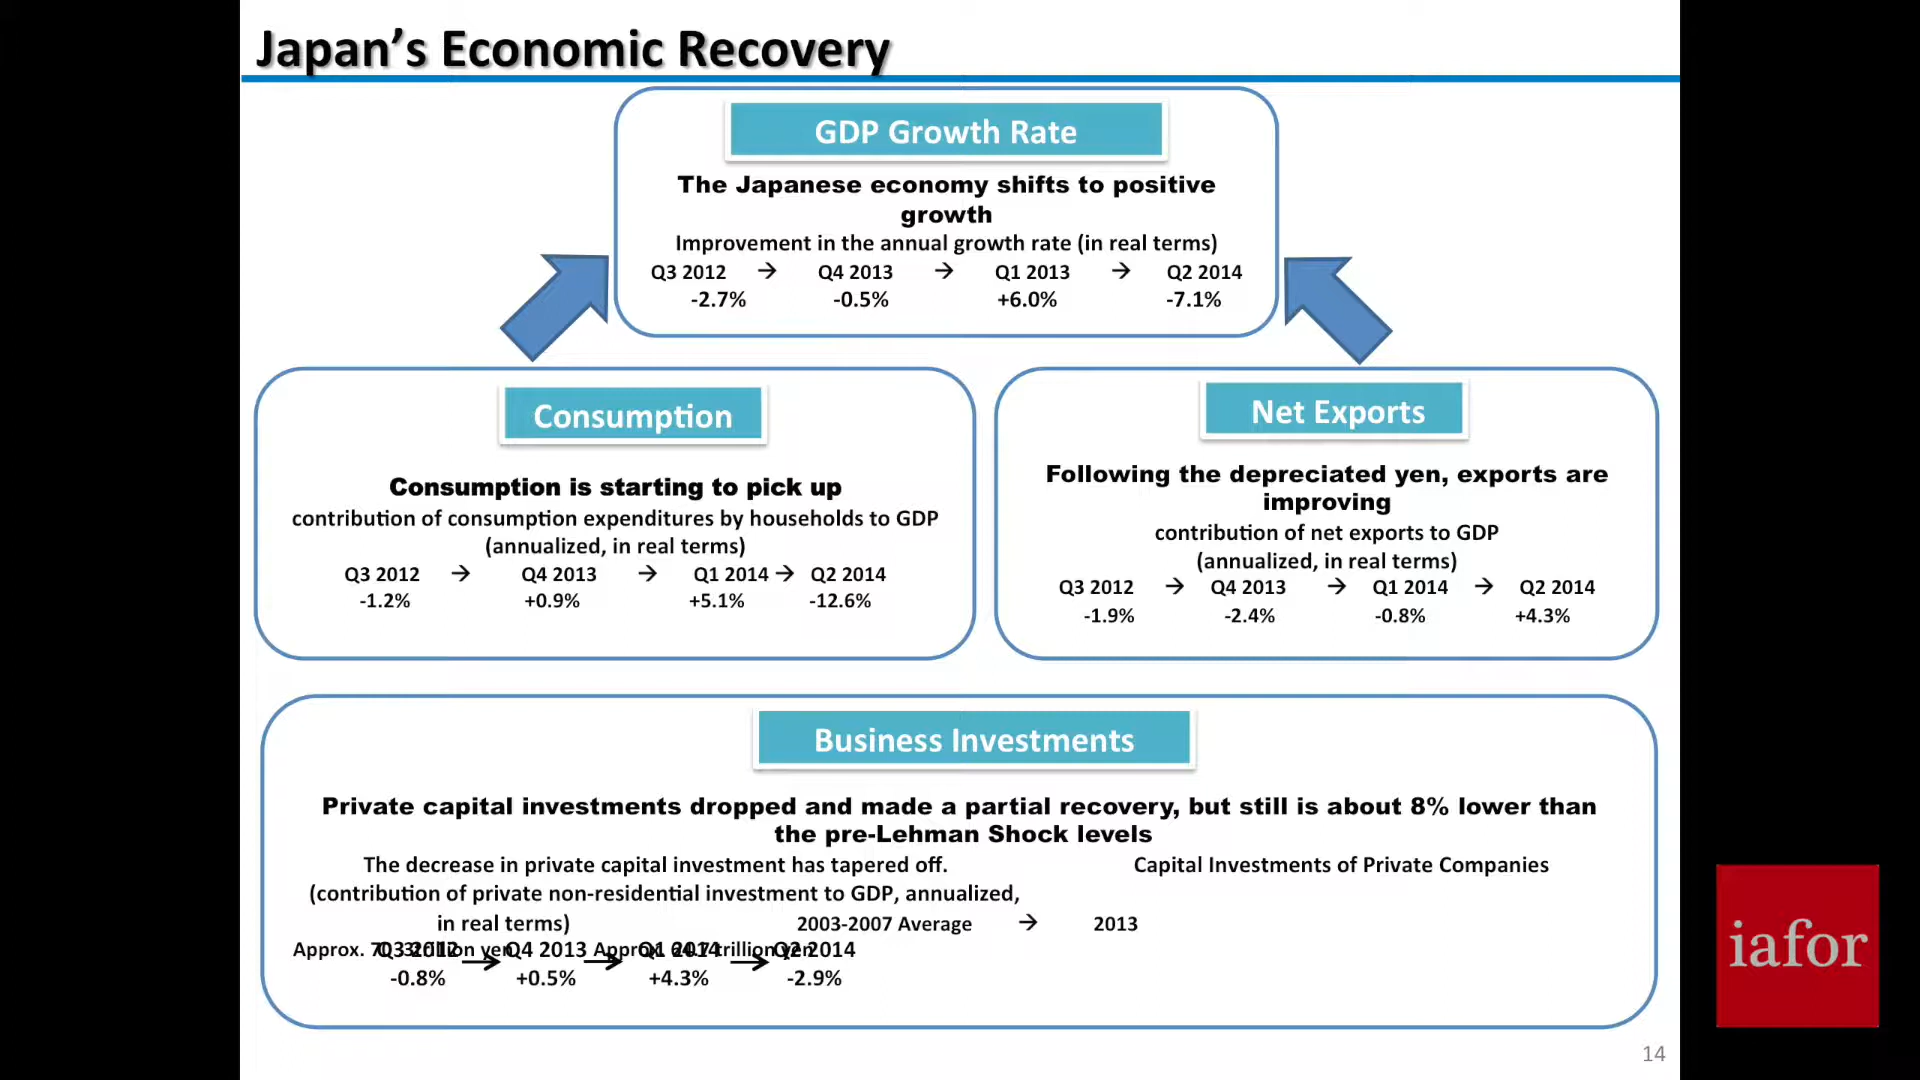 Japan's Economic Recovery
GDP Growth Rate
The Japanese economy shifts to positive
growth
Improvement in the annual growth rate (in real terms)
Q3 2012 → Q4 2013 → Q1 2013 → Q2 2014
-2.7% -0.5% +6.0% -7.1%
Consumption
Consumption is starting to pick up
contribution of consumption expenditures by households to GDP
(annualized, in real terms)
Q3 2012 → Q4 2013 → Q1 2014 → Q2 2014
-1.2% +0.9% +5.1% -12.6%
Net Exports
Following the depreciated yen, exports are
improving
contribution of net exports to GDP
(annualized, in real terms)
Q3 2012 → Q4 2013 → Q1 2014 → Q2 2014
-1.9% -2.4% -0.8% +4.3%
Business Investments
Private capital investments dropped and made a partial recovery, but still is about 8% lower than
the pre-Lehman Shock levels
The decrease in private capital investment has tapered off. Capital Investments of Private Companies
(contribution of private non-residential investment to GDP, annualized,
in real terms) 2003-2007 Average → 2013
Approx. trillion yen Approx. trillion yen
Q3 2012 → Q4 2013 → Q1 2014 → Q2 2014
-0.8% +0.5% +4.3% -2.9%
14
iafor